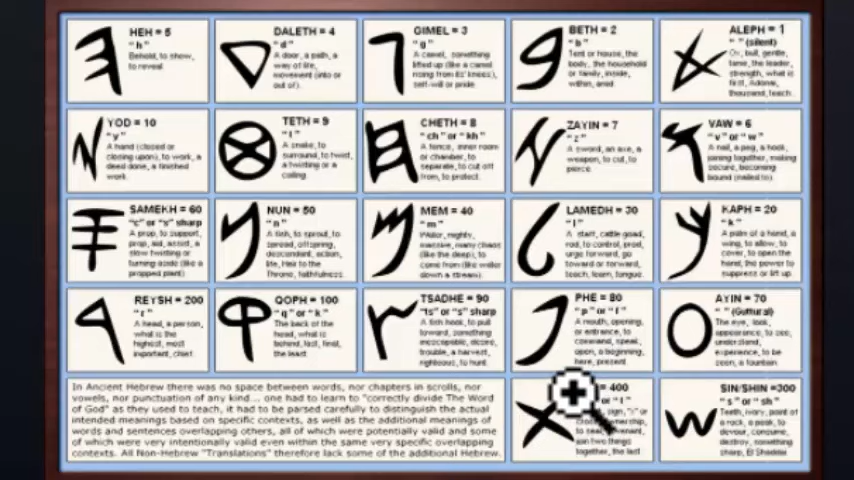 HEH = 5
"h"
Behold, to show,
to reveal
DALETH = 4
"d"
A door, a path, a
way of life,
movement (into or
out of).
GIMEL = 3
"g"
A camel, something
lifted up (like a camel
rising from its' knees),
self-will or pride
BETH = 2
"b"
Tent or house, the
body, the household
or family, inside,
within,
ALEPH = 1
" " (silent)
Ox, bull, gentle,
tame, the leader,
strength, what is
first,
thousand, teach.
YOD = 10
"y"
A hand (closed or
closing upon), to work, a
deed done, a finished
work.
TETH = 9
"t"
A snake, to
surround, to twist,
a twisting or a
coiling
CHETH = 8
"ch" or "kh"
A fence, inner room
or chamber, to
separate, to cut off
from, to protect.
ZAYIN = 7
"z"
A sword, an axe, a
weapon, to cut, to
pierce.
VAW = 6
"v" or "w"
A nail, a peg, a hook,
joining together, making
secure, becoming
bound (nailed to).
SAMEKH = 60
"c" or "s" sharp
A prop, to support,
prop, aid, assist, a
slow twisting or
turning aside (like a
propped plant)
NUN = 50
"n"
A fish, to sprout, to
spread, offspring,
descendant, action,
life, Heir to the
Throne, faithfulness.
MEM = 40
"m"
Water, mighty,
massive, many chaos
(like the deep), to
come from (like water
down a stream).
LAMEDH = 30
"l"
A cattle goad,
rod, to control, prod,
urge forward, go
toward or forward,
teach, learn, tongue.
KAPH = 20
"k"
A palm of a hand, a
wing, to allow, to
cover, to open the
hand, the power to
suppress or lift up
REYSH = 200
"r"
A head, a person,
what is the
highest, most
important, chief.
QOPH = 100
"q" or "k"
The back of the
head, what is
behind, last, final,
the least
TSADHE = 90
"ts" or "s" sharp
A fish hook, to pull
toward, something
inescapable, desire,
trouble, a harvest,
righteous, to hunt
PHE = 80
"p" or "f"
A mouth, opening
or entrance, to
command, speak,
open, a beginning,
here, present
AYIN = 70
" " (Guttural)
The eye, look,
appearance, to see,
understand,
experience, to be
seen, a fountain
In Ancient Hebrew there was no space between words, nor chapters in scrolls, nor
vowels, nor punctuation of any kind... one had to learn to "correctly divide The Word
of God" as they used to teach, it had to be parsed carefully to distinguish the actual
intended meanings based on specific contexts, as well as the additional meanings of
words and sentences overlapping others, all of which were potentially valid and some
of which were very intentionally valid even within the same very specific overlapping
contexts. All Non-Hebrew "Translations" therefore lack some of the additional Hebrew.
= 400
or "t"
sign,
to
two things
together, the last
SIN/SHIN =300
"s" or "sh"
Teeth, ivory, point of
a rock, a peak, to
devour, consume,
destroy, something
sharp, El Shaddai